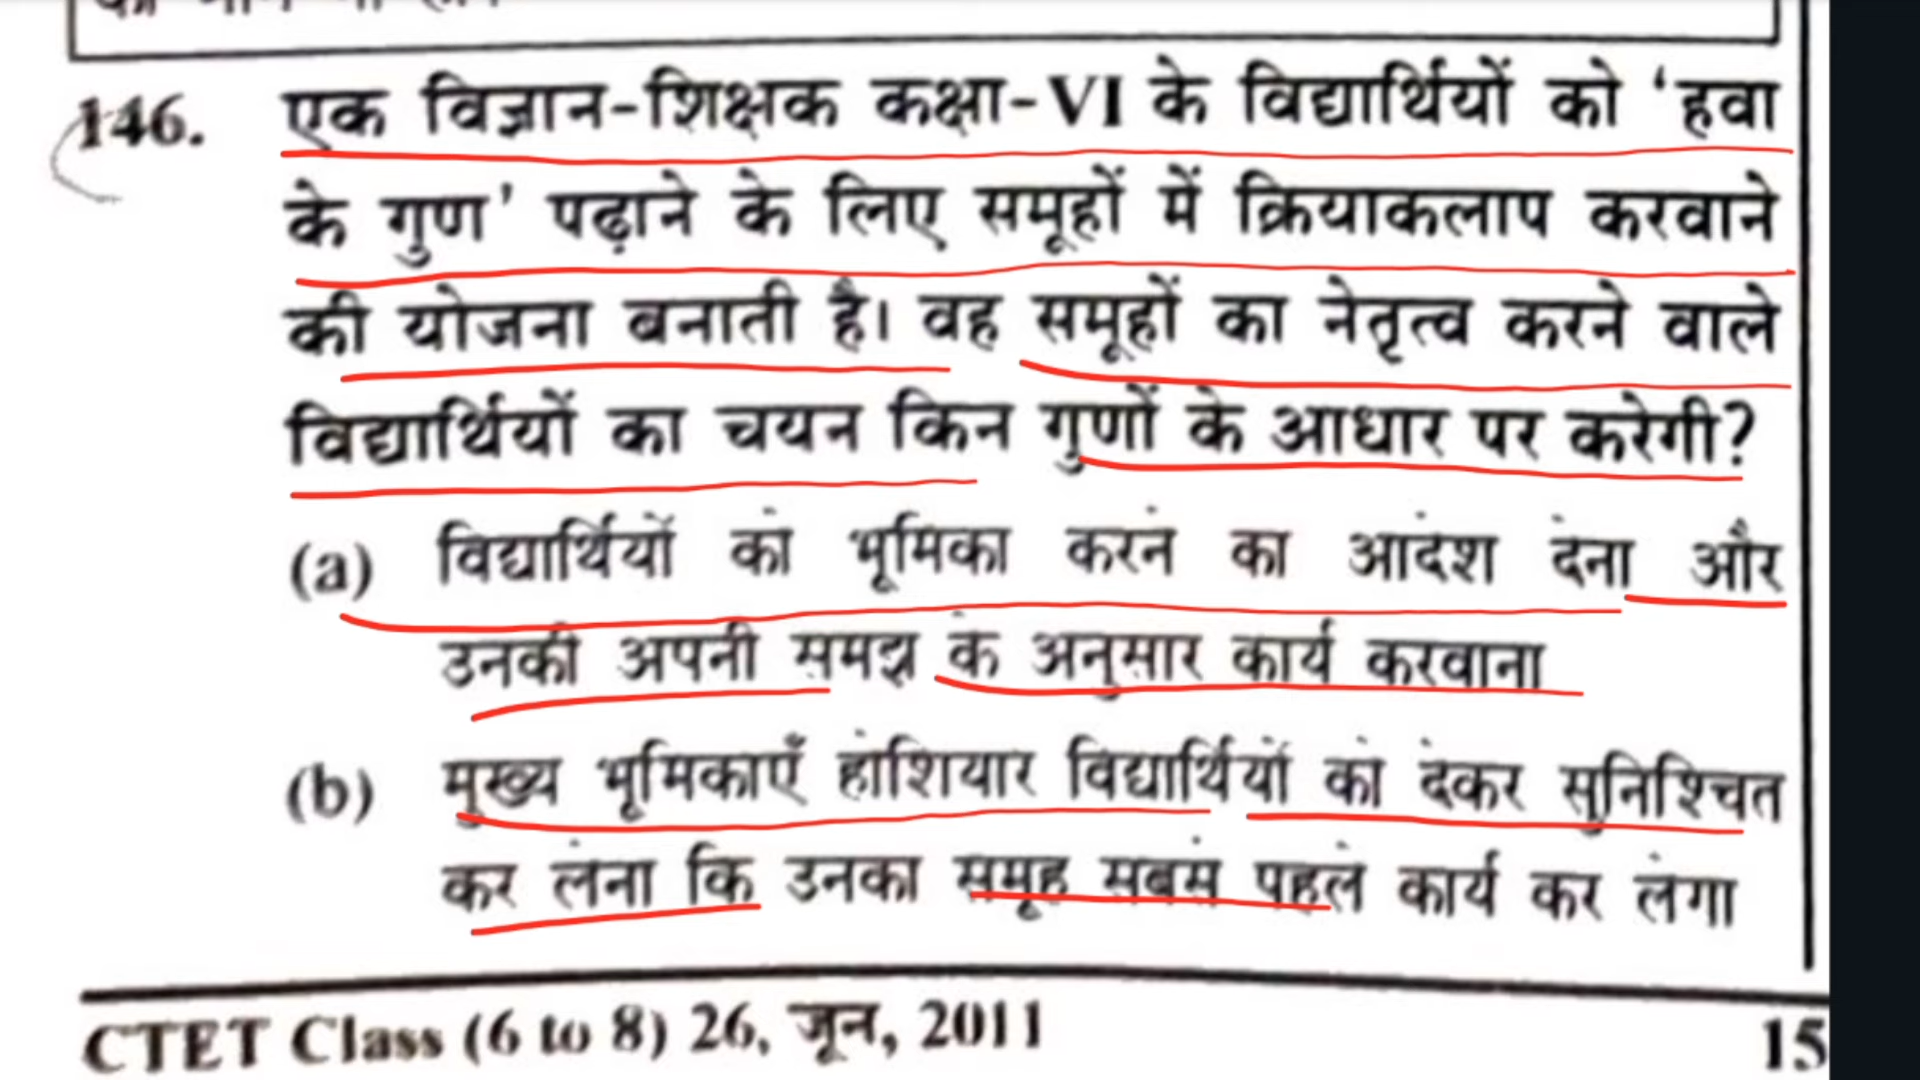 146. एक विज्ञान-शिक्षक कक्षा-VI के विद्यार्थियों को ‘हवा
के गुण’ पढ़ाने के लिए समूहों में क्रियाकलाप करवाने
की योजना बनाती है। वह समूहों का नेतृत्व करने वाले
विद्यार्थियों का चयन किन गुणों के आधार पर करेगी?
(a) विद्यार्थियों को भूमिका करने का आदेश देना और
उनकी अपनी समझ के अनुसार कार्य करवाना
(b) मुख्य भूमिकाएँ होशियार विद्यार्थियों को देकर सुनिश्चित
कर लेना कि उनका समूह सबसे पहले कार्य कर लेगा
CTET Class (6 to 8) 26, जून, 2011
15